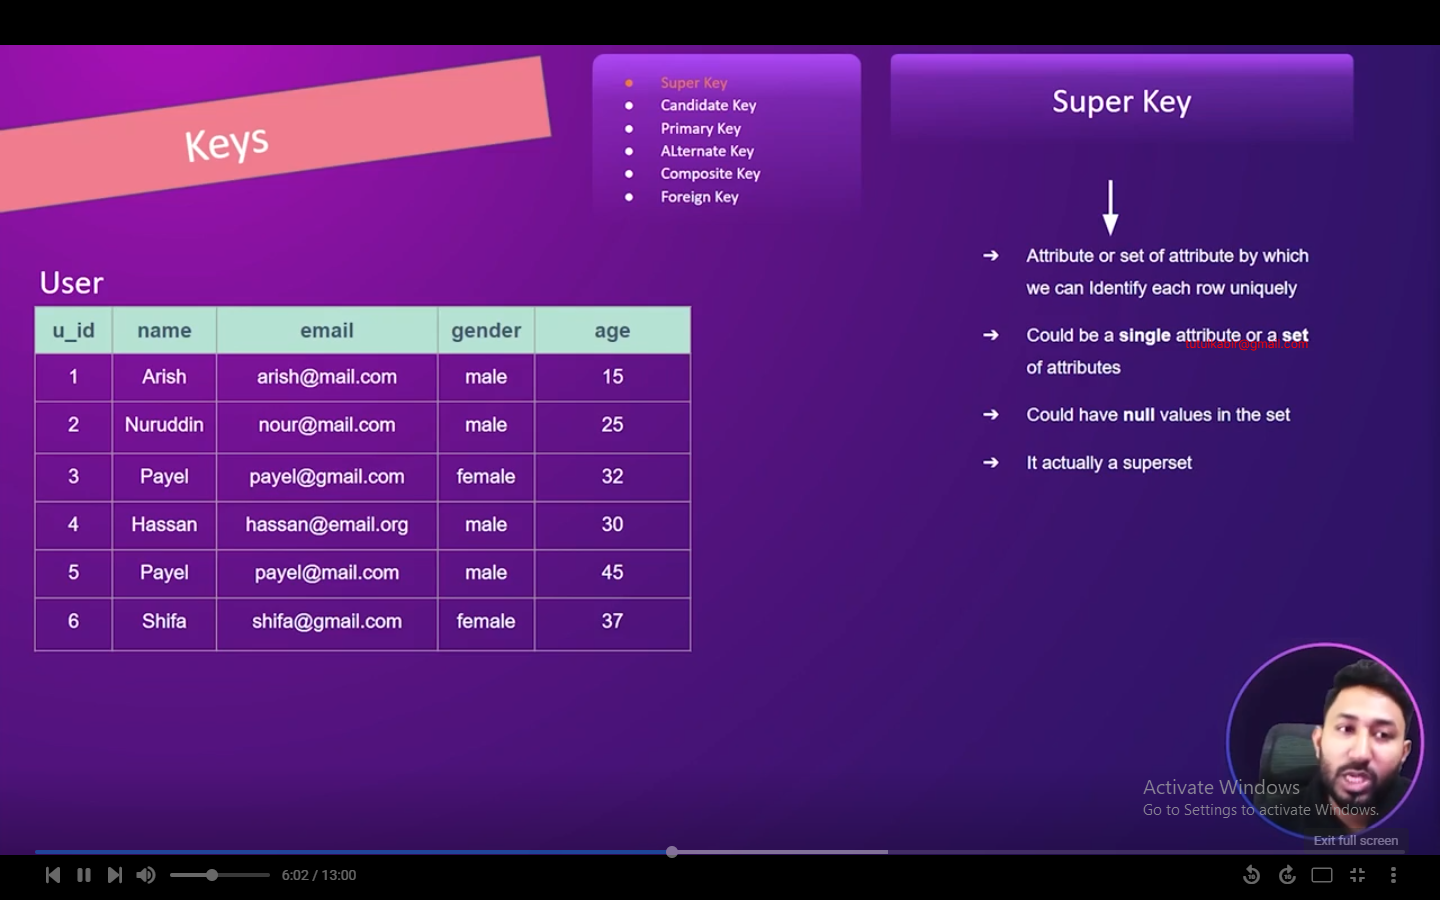 Keys
Super Key
Candidate Key
Primary Key
ALternate Key
Composite Key
Foreign Key
Super Key
Attribute or set of attribute by which
we can Identify each row uniquely
Could be a single attribute or a set
of attributes
Could have null values in the set
It actually a superset
User
u_id name email gender age
1 Arish arish@mail.com male 15
2 Nuruddin nour@mail.com male 25
3 Payel payel@gmail.com female 32
4 Hassan hassan@email.org male 30
5 Payel payel@mail.com male 45
6 Shifa shifa@gmail.com female 37
Activate Windows
Go to Settings to activate Windows.
Exit full screen
6:02 / 13:00
10 10